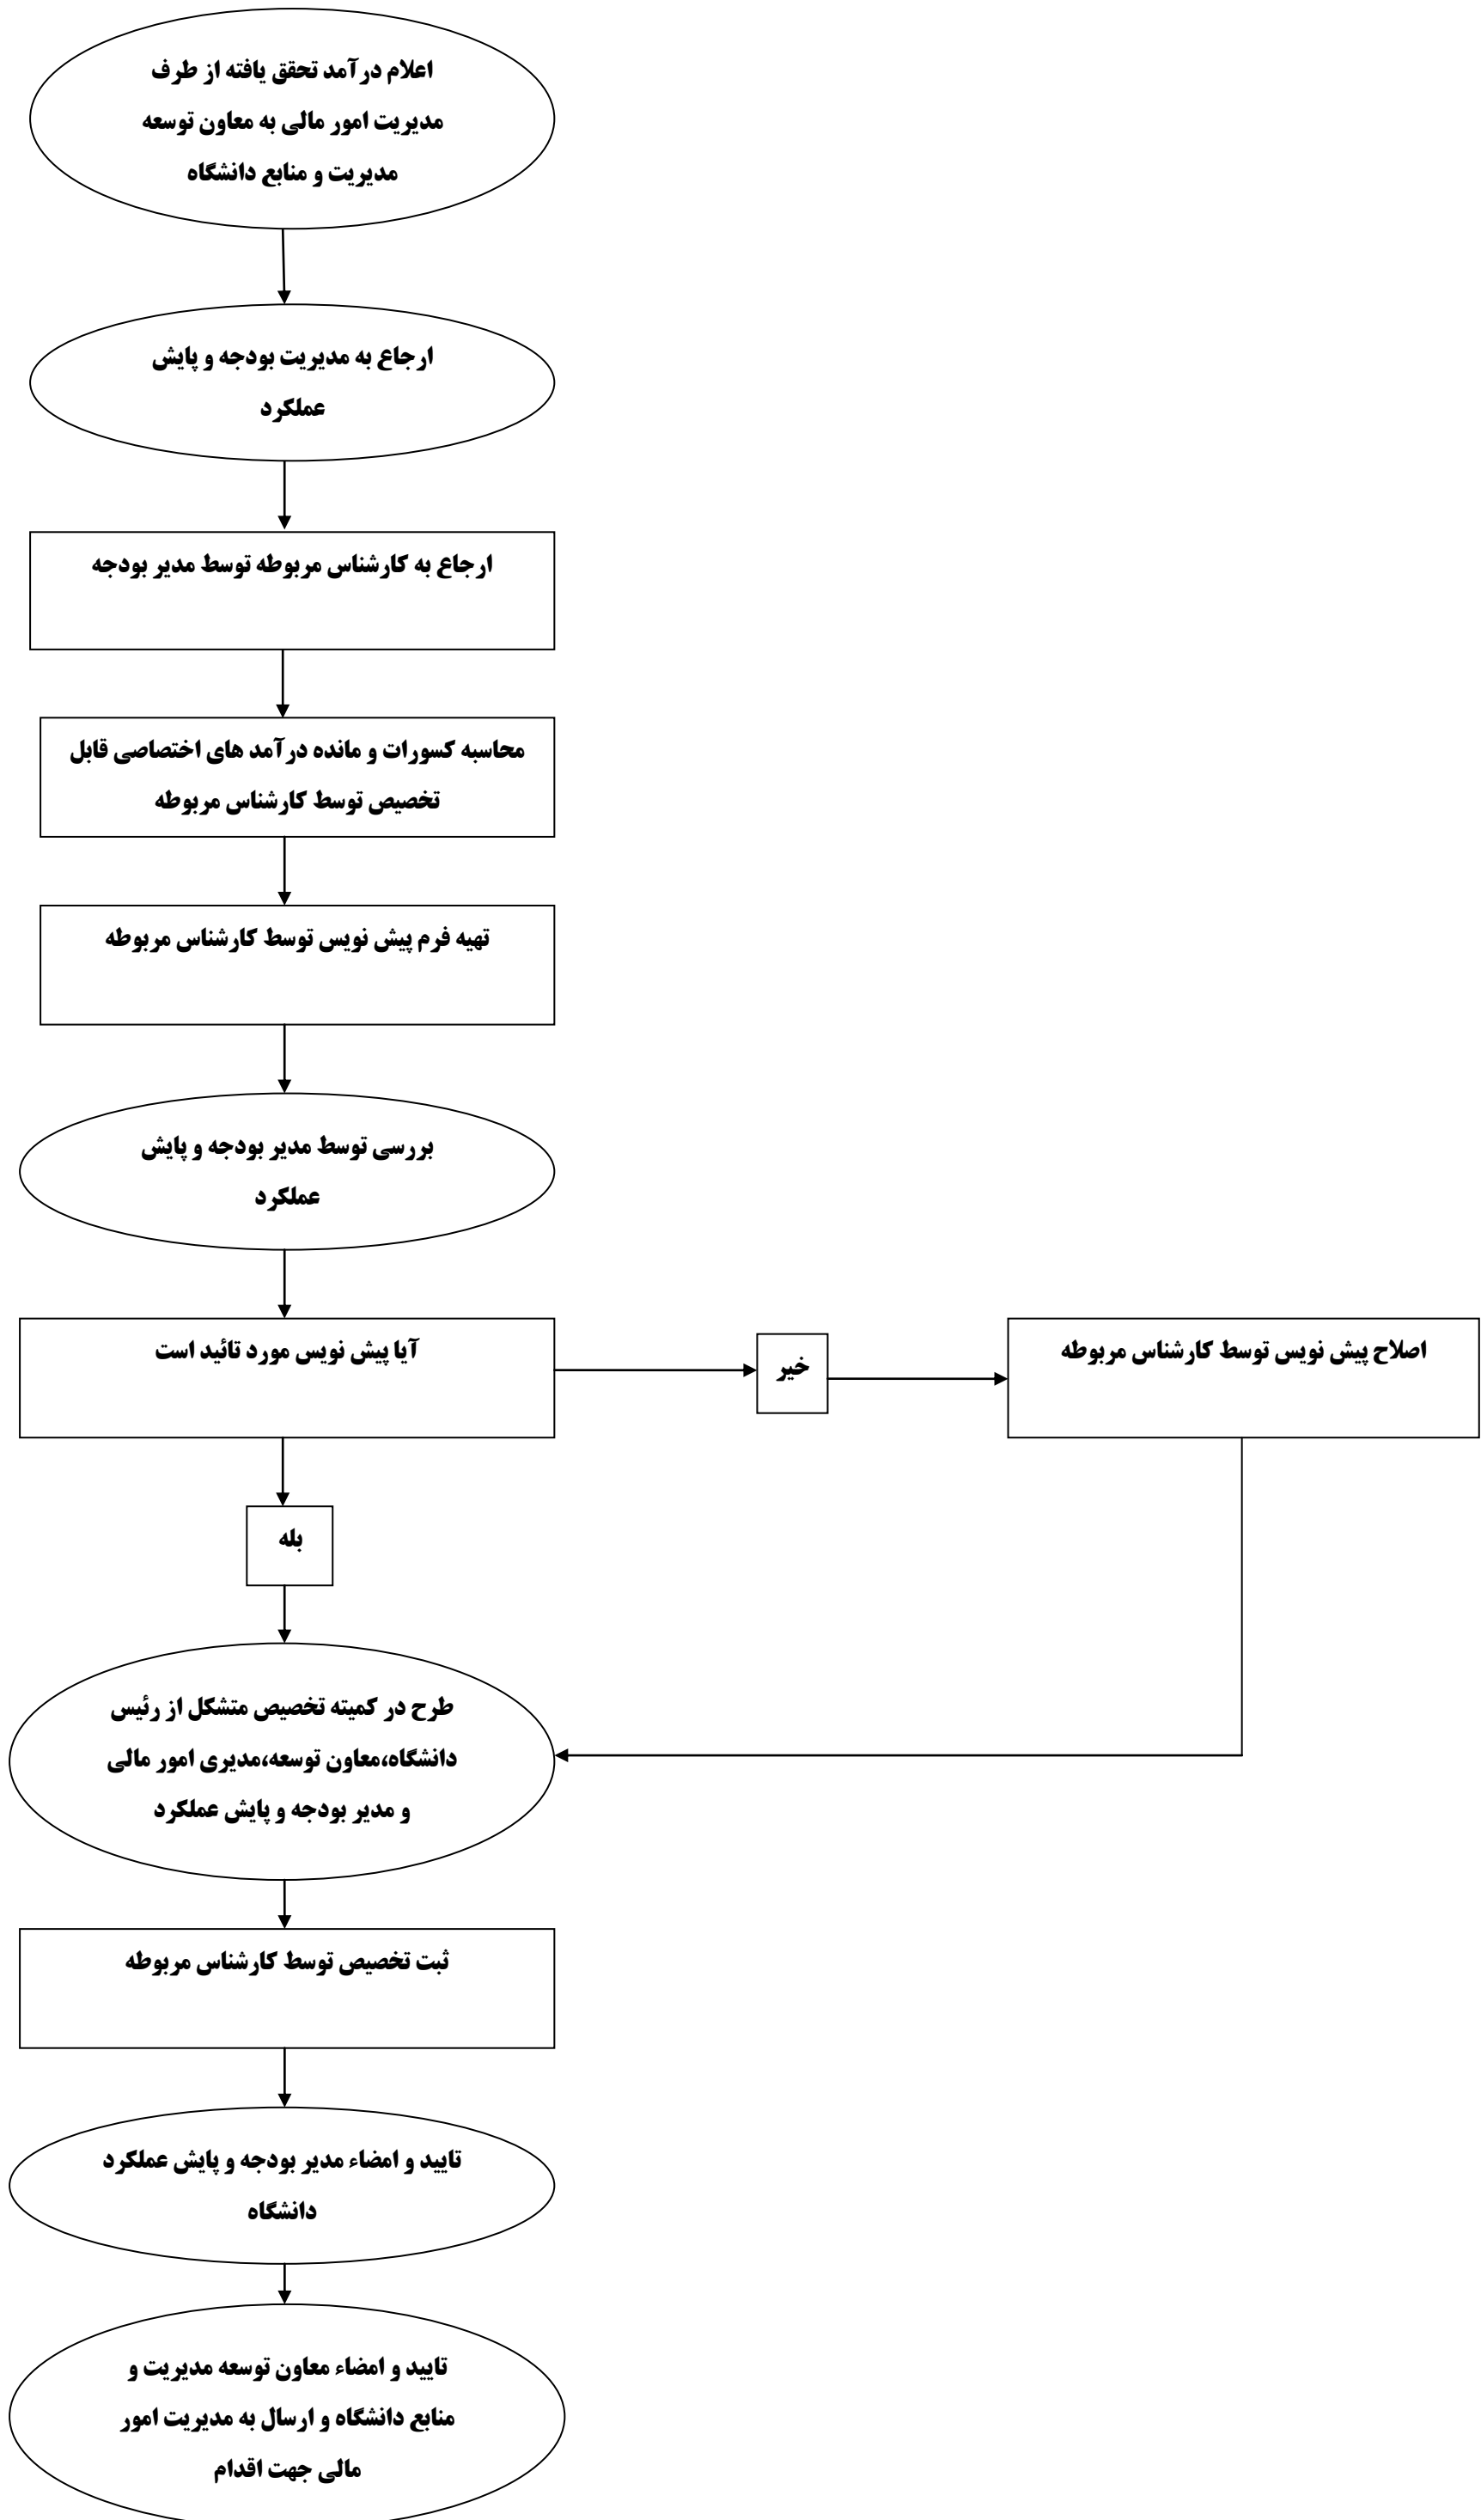 اعلام درآمد تحقق یافته از طرف
مدیریت امور مالی به معاون توسعه
مدیریت و منابع دانشگاه
ارجاع به مدیریت بودجه و پایش
عملکرد
ارجاع به کارشناس مربوطه توسط مدیر بودجه
محاسبه کسورات و مانده درآمد های اختصاصی قابل
تخصیص توسط کارشناس مربوطه
تهیه فرم پیش نویس توسط کارشناس مربوطه
بررسی توسط مدیر بودجه و پایش
عملکرد
آیا پیش نویس مورد تائید است
خیر
اصلاح پیش نویس توسط کارشناس مربوطه
بله
طرح در کمیته تخصیص متشکل از رئیس
دانشگاه،معاون توسعه،مدیری امور مالی
و مدیر بودجه و پایش عملکرد
ثبت تخصیص توسط کارشناس مربوطه
تایید و امضاء مدیر بودجه و پایش عملکرد
دانشگاه
تایید و امضاء معاون توسعه مدیریت و
منابع دانشگاه و ارسال به مدیریت امور
مالی جهت اقدام